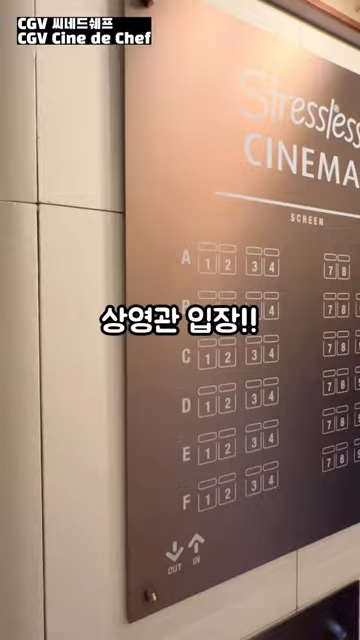 CGV 씨네드쉐프
CGV Cine de Chef
Stressless
CINEMA
SCREEN
A 1 2 3 4 7 8
상영관 입장!!
B 3 4 7 8
C 1 2 3 4 7 8
D 1 2 3 4 7 8
E 1 2 3 4 7 8
F 1 2 3 4 7 8
OUT IN